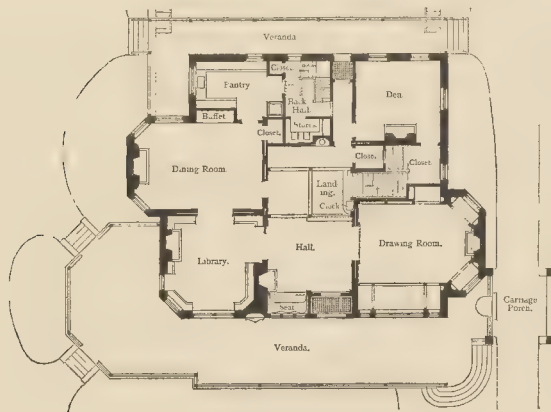 Veranda
Closet.
Pantry
Den.
Back
Hall.
Buffet
Closet.
Dining Room.
Closet.
Closet.
Land
ing.
Hall.
Drawing Room.
Library.
Seat
Carriage
Porch.
Veranda.